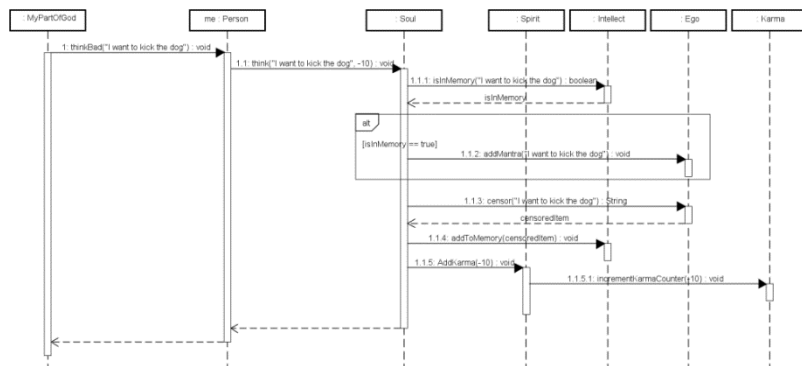 : MyPartOfGod
me : Person
: Soul
: Spirit
: Intellect
: Ego
: Karma
1: thinkBad("I want to kick the dog") : void
1.1: think("I want to kick the dog", -10) : void
1.1.1: isInMemory("I want to kick the dog") : boolean
isInMemory
alt
[isInMemory == true]
1.1.2: addMantra("I want to kick the dog") : void
1.1.3: censor("I want to kick the dog") : String
censoredItem
1.1.4: addToMemory(censoredItem) : void
1.1.5: AddKarma(-10) : void
1.1.5.1: incrementKarmaCounter(-10) : void